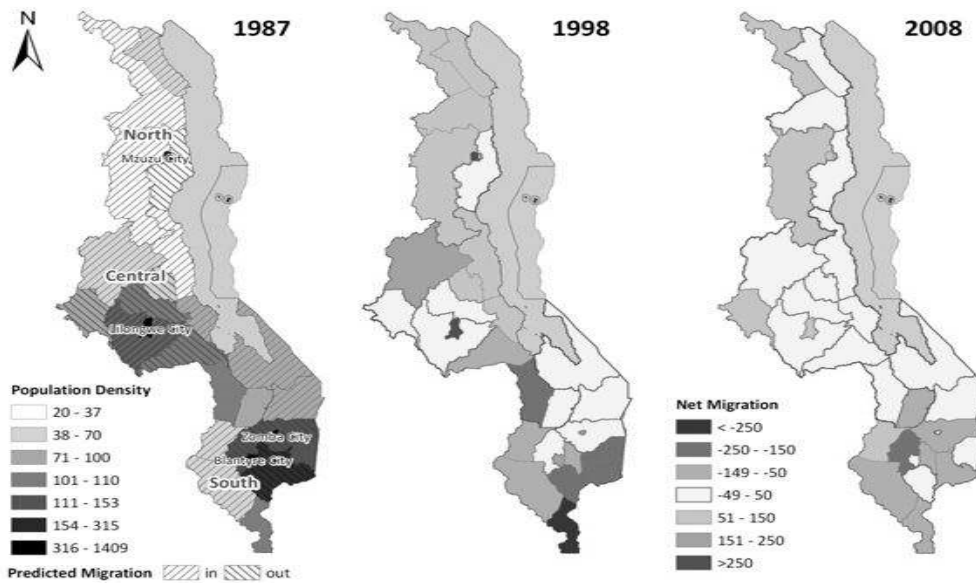 N
1987
1998
2008
North
Mzuzu City
Central
Lilongwe City
Zomba City
Blantyre City
South
Population Density
20 - 37
38 - 70
71 - 100
101 - 110
111 - 153
154 - 315
316 - 1409
Predicted Migration in out
Net Migration
< -250
-250 - -150
-149 - -50
-49 - 50
51 - 150
151 - 250
>250